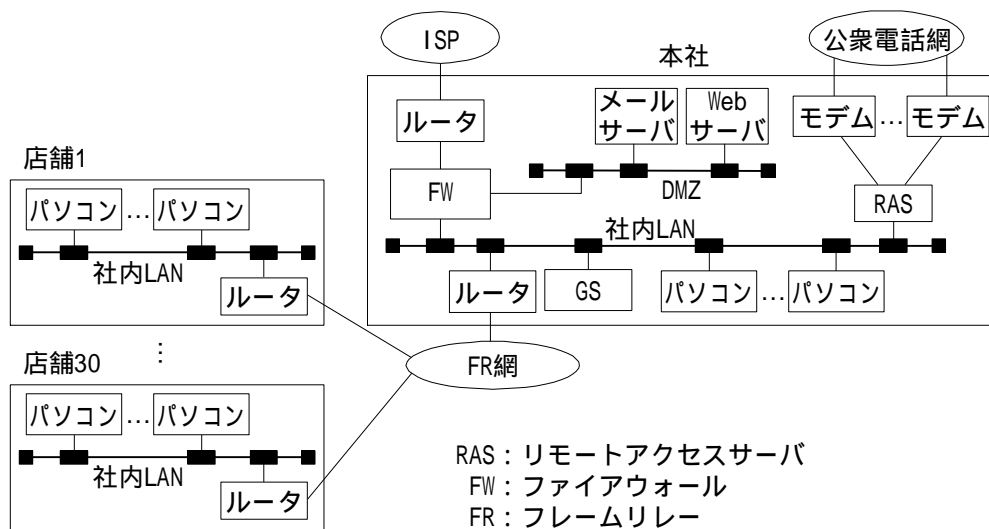 ISP
公衆電話網
本社
ルータ
メール
サーバ
Web
サーバ
モデム…モデム
FW
DMZ
RAS
社内LAN
ルータ
GS
パソコン…パソコン
FR網
店舗1
パソコン…パソコン
社内LAN
ルータ
⋮
店舗30
パソコン…パソコン
社内LAN
ルータ
RAS：リモートアクセスサーバ
FW：ファイアウォール
FR：フレームリレー